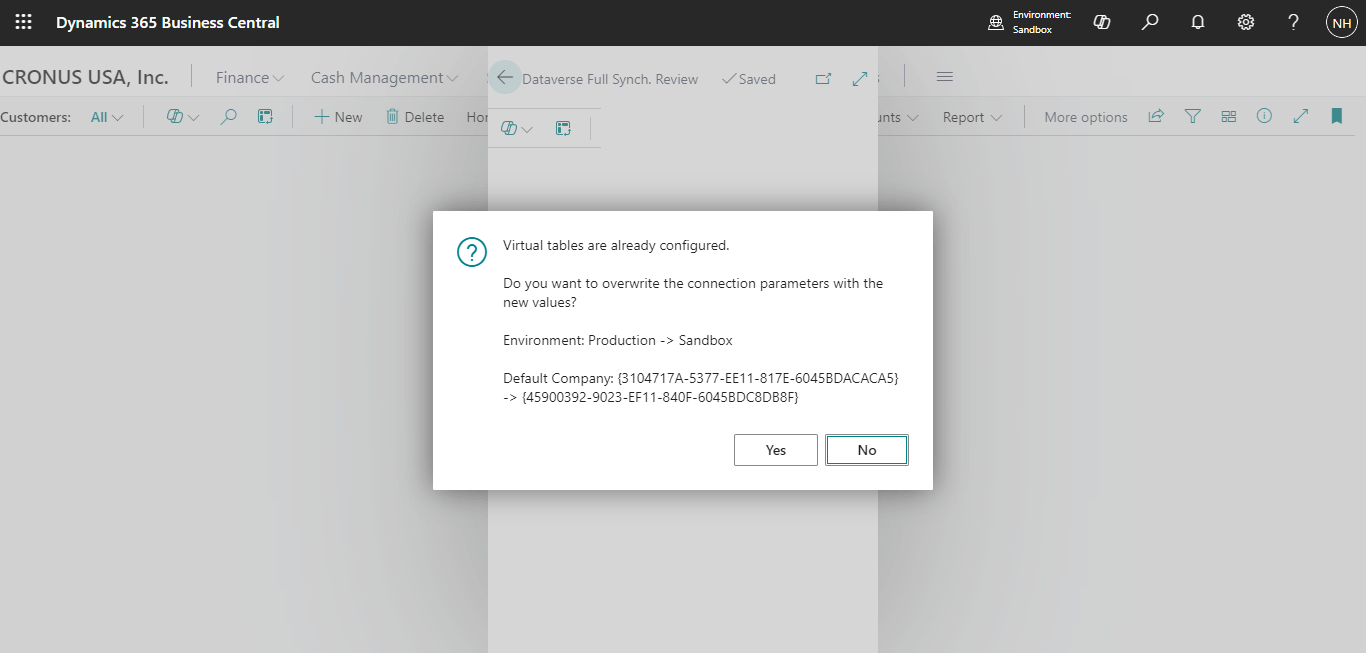 Dynamics 365 Business Central
Environment:
Sandbox
NH
CRONUS USA, Inc.
Finance
Cash Management
Dataverse Full Synch. Review
Saved
Customers:
All
New
Delete
Report
More options
Virtual tables are already configured.
Do you want to overwrite the connection parameters with the
new values?
Environment: Production -> Sandbox
Default Company: {3104717A-5377-EE11-817E-6045BDACACA5}
-> {45900392-9023-EF11-840F-6045BDC8DB8F}
Yes
No